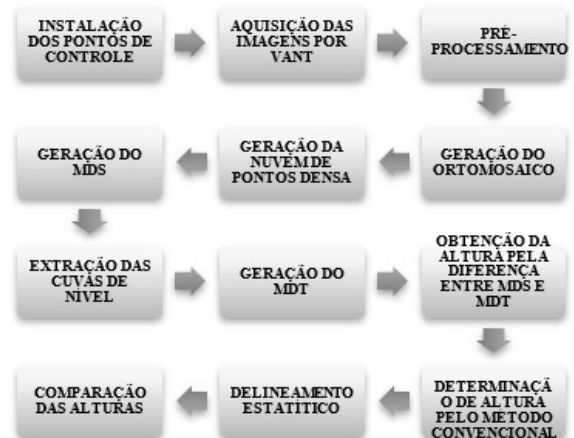 INSTALAÇÃO
DOS PONTOS DE
CONTROLE
AQUISIÇÃO DAS
IMAGENS POR
VANT
PRÉ-
PROCESSAMENTO
GERAÇÃO DO
ORTOMOSAICO
GERAÇÃO DA
NUVEM DE
PONTOS DENSA
GERAÇÃO DO
MDS
EXTRAÇÃO DAS
CUVAS DE
NÍVEL
GERAÇÃO DO
MDT
OBTENÇÃO DA
ALTURA PELA
DIFERENÇA
ENTRE MDS E
MDT
DETERMINAÇÃ
O DE ALTURA
PELO MÉTODO
CONVENCIONAL
DELINEAMENTO
ESTATÍTICO
COMPARAÇÃO
DAS ALTURAS